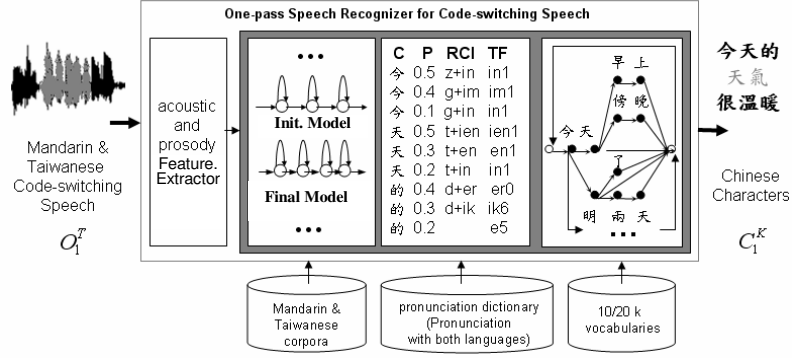 One-pass Speech Recognizer for Code-switching Speech
Mandarin &
Taiwanese
Code-switching
Speech
O₁ᵀ
acoustic
and
prosody
Feature.
Extractor
•••
Init. Model
Final Model
•••
C P RCI TF
今 0.5 z+in in1
今 0.4 g+im im1
今 0.1 g+in in1
天 0.5 t+ien ien1
天 0.3 t+en en1
天 0.2 t+in in1
的 0.4 d+er er0
的 0.3 d+ik ik6
的 0.2 e5
早 上
傍 晚
今 天
了
明 兩 天
•••
今天的
天氣
很溫暖
Chinese
Characters
C₁ᴷ
Mandarin &
Taiwanese
corpora
pronunciation dictionary
(Pronunciation
with both languages)
10/20 k
vocabularies